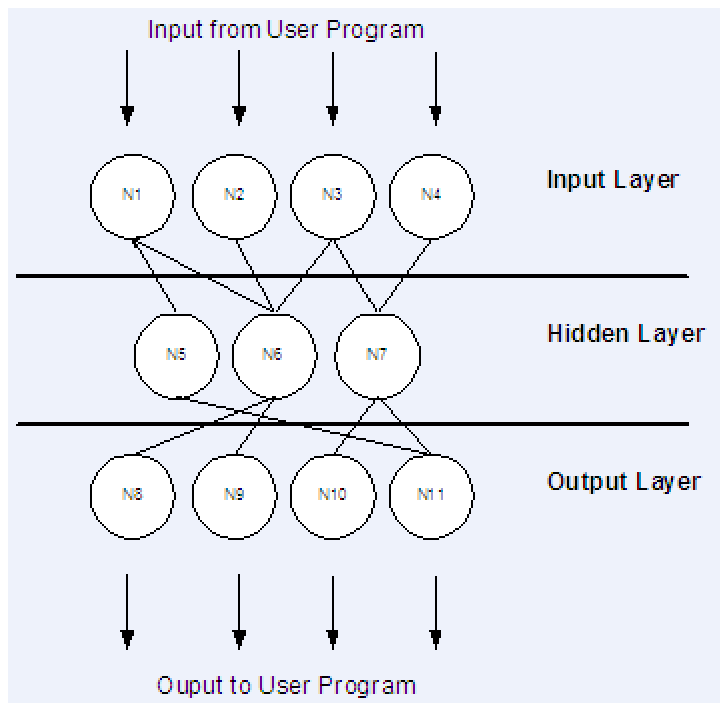 Input from User Program
N1 N2 N3 N4
Input Layer
N5 N6 N7
Hidden Layer
N8 N9 N10 N11
Output Layer
Ouput to User Program